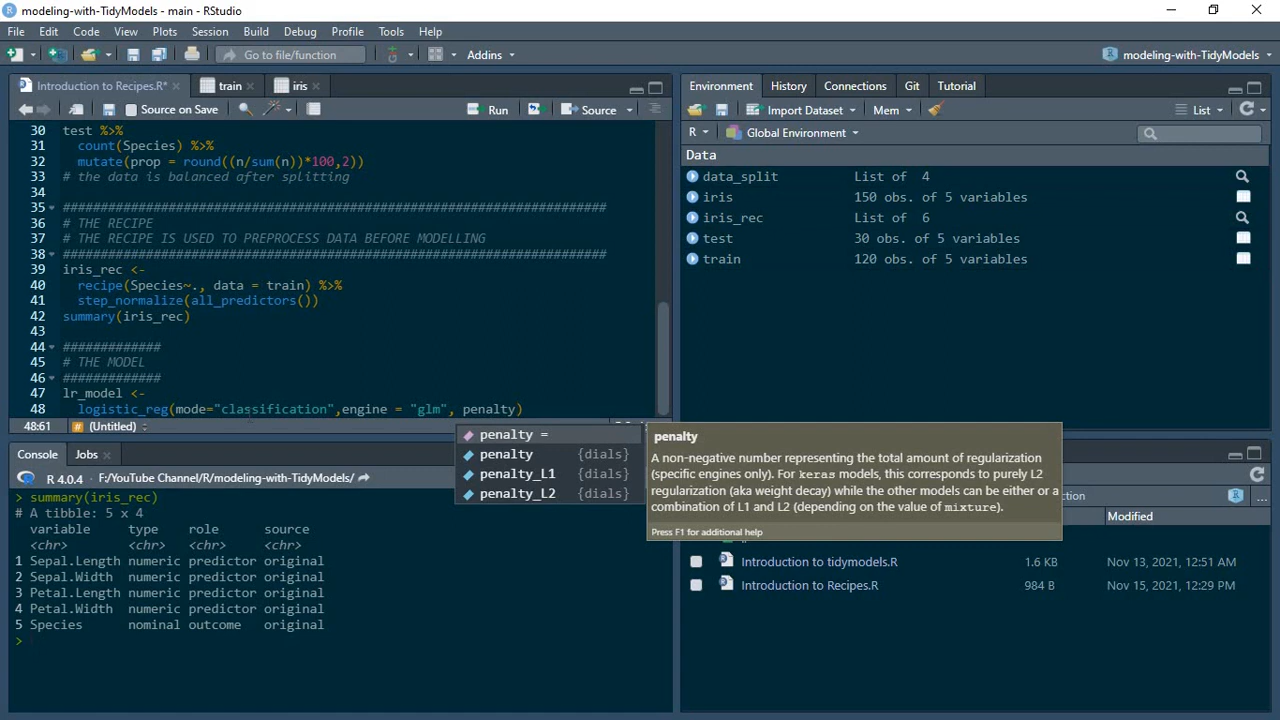 modeling-with-TidyModels - main - RStudio
File Edit Code View Plots Session Build Debug Profile Tools Help
Go to file/function Addins modeling-with-TidyModels
Introduction to Recipes.R* train iris
Source on Save Run Source
30 test %>%
31 count(Species) %>%
32 mutate(prop = round((n/sum(n))*100,2))
33 # the data is balanced after splitting
34
35 #########################################################################
36 # THE RECIPE
37 # THE RECIPE IS USED TO PREPROCESS DATA BEFORE MODELLING
38 #########################################################################
39 iris_rec <-
40 recipe(Species~., data = train) %>%
41 step_normalize(all_predictors())
42 summary(iris_rec)
43
44 #############
45 # THE MODEL
46 #############
47 lr_model <-
48 logistic_reg(mode="classification",engine = "glm", penalty)
48:61 (Untitled)
penalty =
penalty {dials}
penalty_L1 {dials}
penalty_L2 {dials}
penalty
A non-negative number representing the total amount of regularization
(specific engines only). For keras models, this corresponds to purely L2
regularization (aka weight decay) while the other models can be either or a
combination of L1 and L2 (depending on the value of mixture).
Press F1 for additional help
Console Jobs
R 4.0.4 · F:/YouTube Channel/R/modeling-with-TidyModels/
> summary(iris_rec)
# A tibble: 5 x 4
variable type role source
<chr> <chr> <chr> <chr>
1 Sepal.Length numeric predictor original
2 Sepal.Width numeric predictor original
3 Petal.Length numeric predictor original
4 Petal.Width numeric predictor original
5 Species nominal outcome original
>
Environment History Connections Git Tutorial
Import Dataset Mem List
R Global Environment
Data
data_split List of 4
iris 150 obs. of 5 variables
iris_rec List of 6
test 30 obs. of 5 variables
train 120 obs. of 5 variables
Modified
Introduction to tidymodels.R 1.6 KB Nov 13, 2021, 12:51 AM
Introduction to Recipes.R 984 B Nov 15, 2021, 12:29 PM